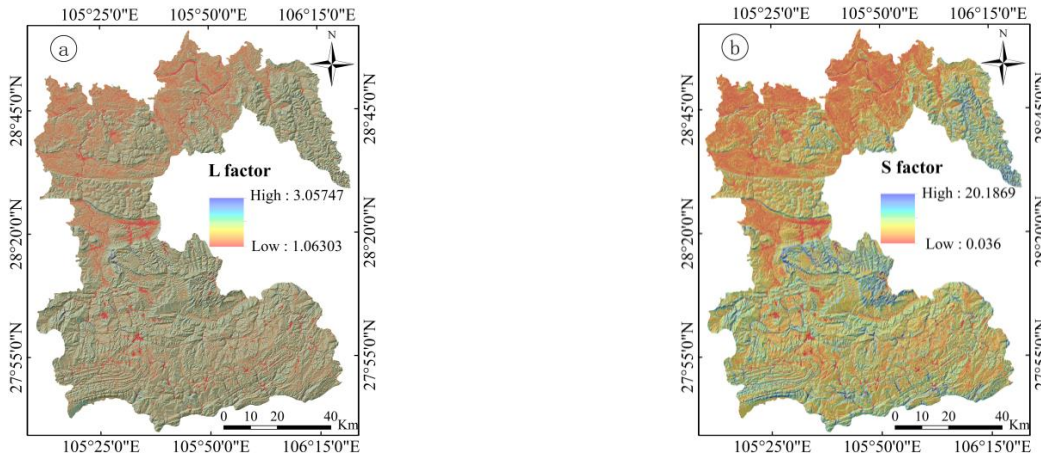 105°25'0"E 105°50'0"E 106°15'0"E
a
N
28°45'0"N
28°20'0"N
27°55'0"N
L factor
High : 3.05747
Low : 1.06303
0 10 20 40
Km
105°25'0"E 105°50'0"E 106°15'0"E
105°25'0"E 105°50'0"E 106°15'0"E
b
N
28°45'0"N
28°20'0"N
27°55'0"N
S factor
High : 20.1869
Low : 0.036
28°45'0"N
28°20'0"N
27°55'0"N
0 10 20 40
Km
105°25'0"E 105°50'0"E 106°15'0"E